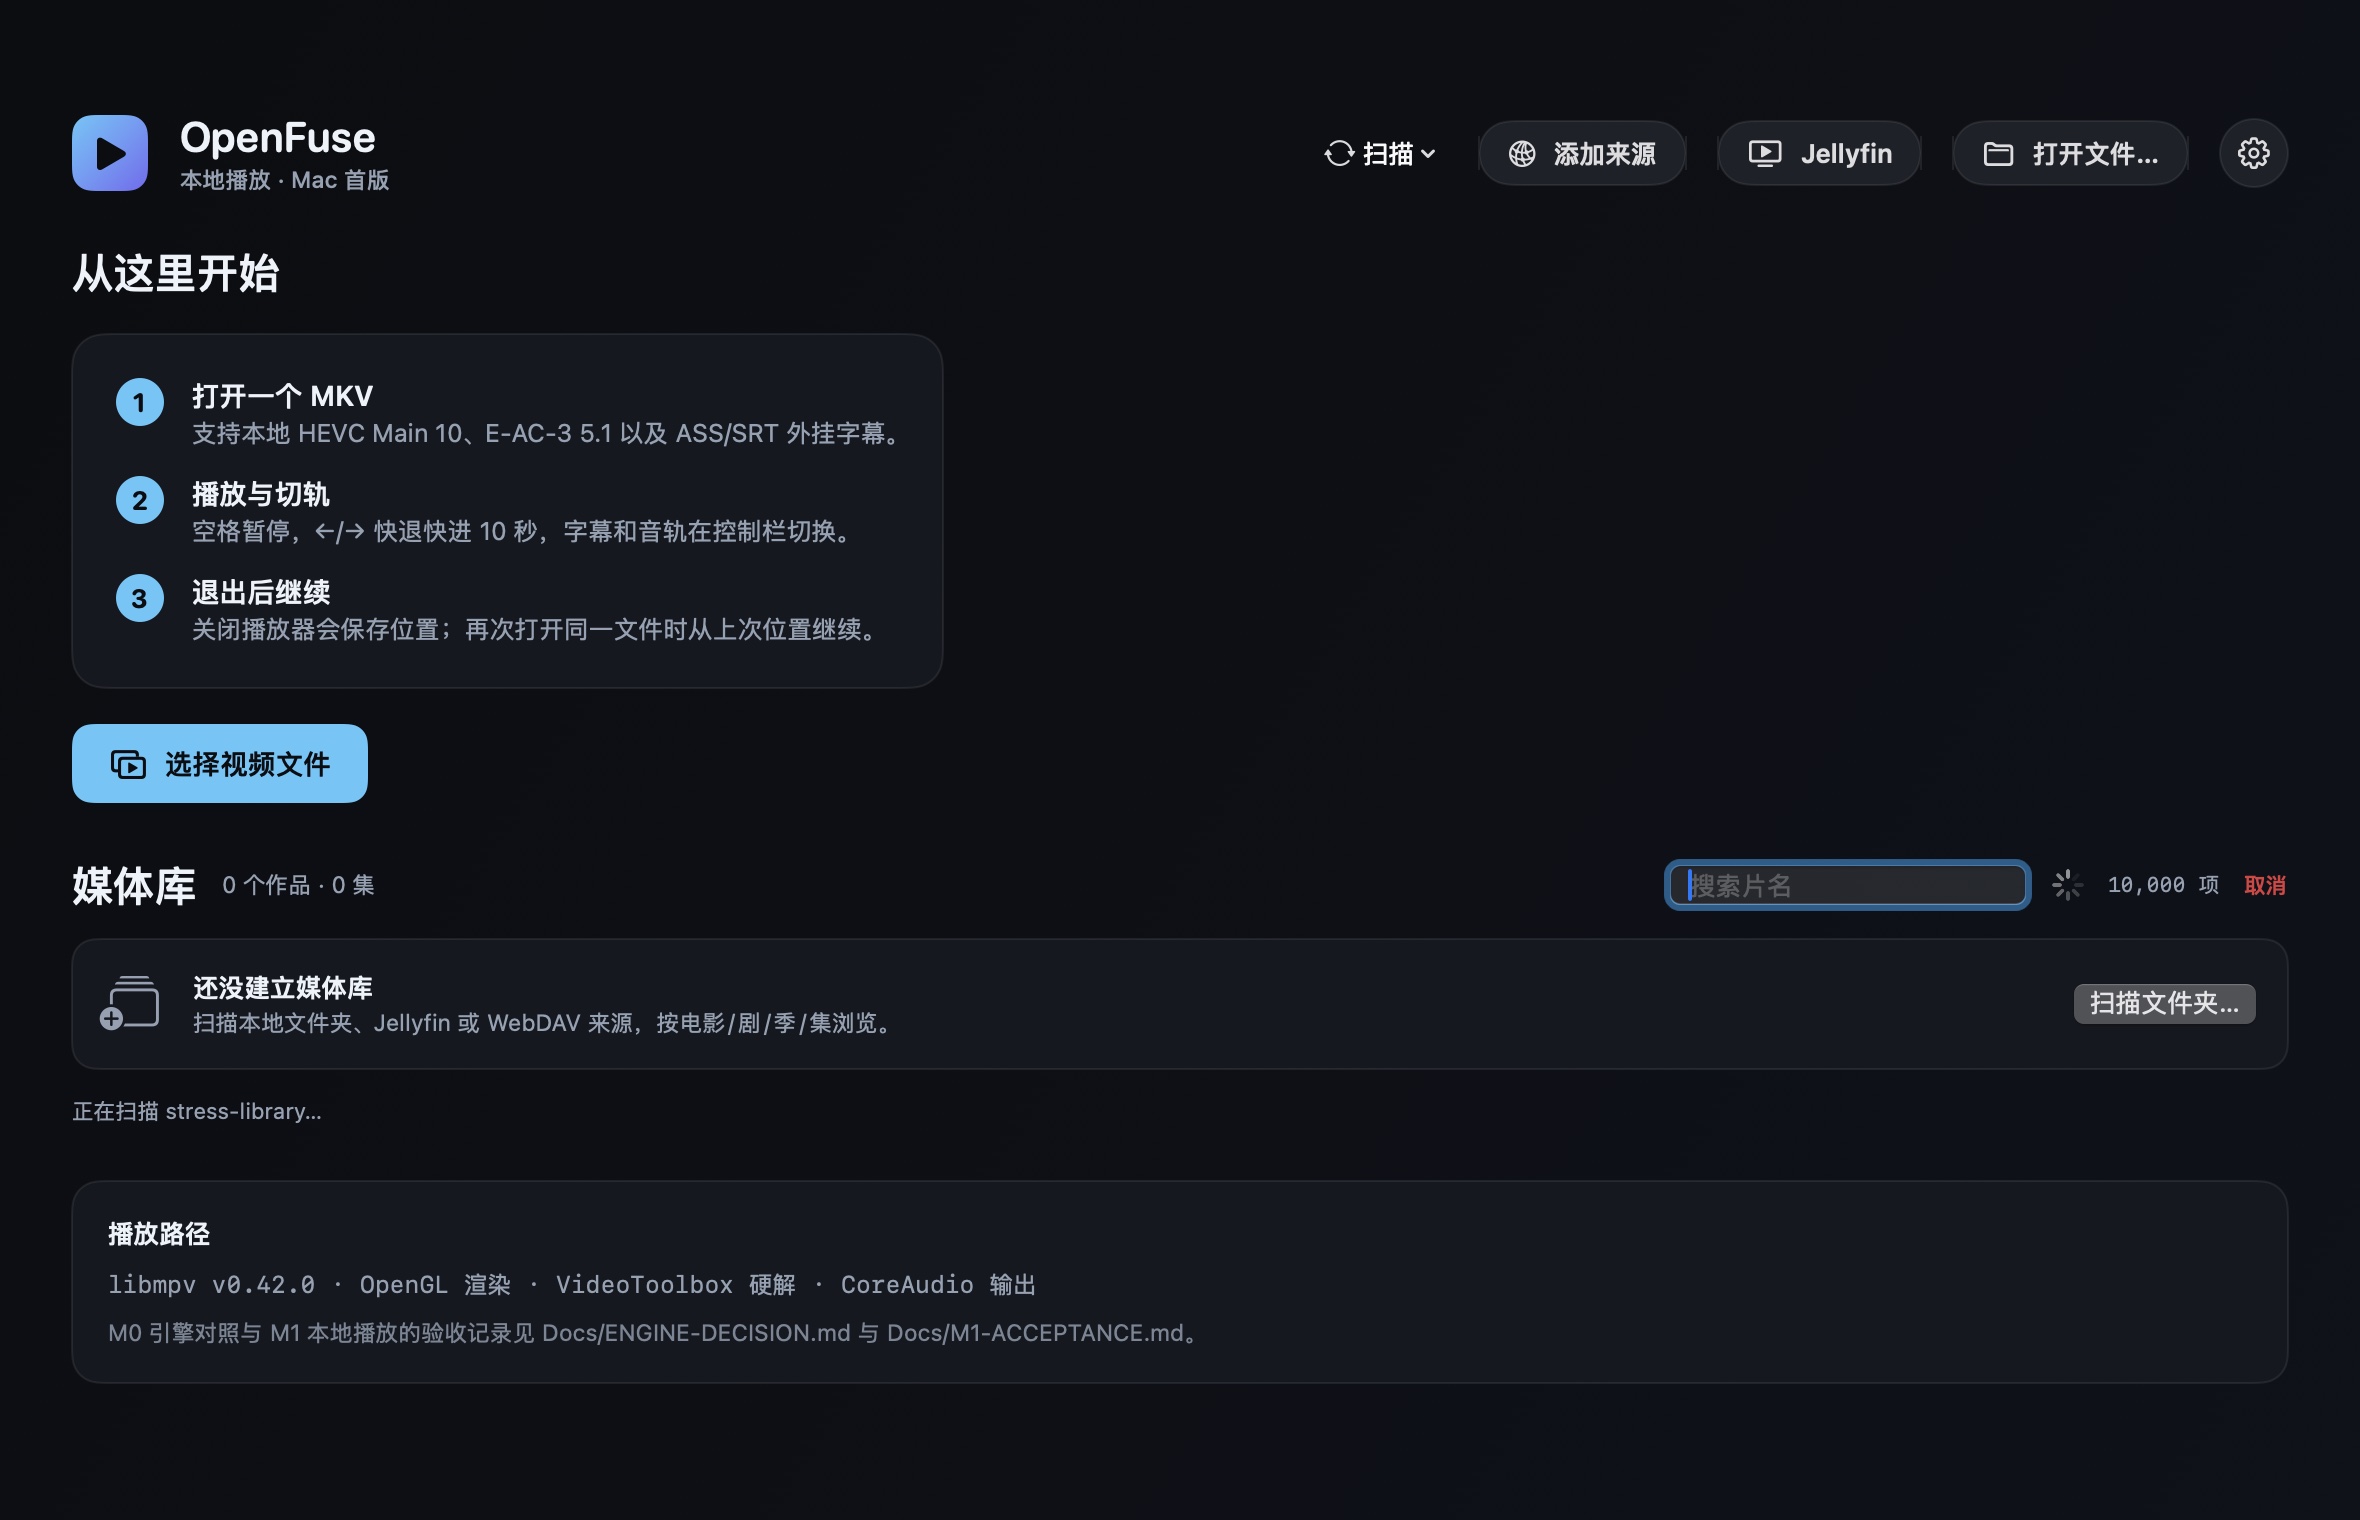 OpenFuse
本地播放 · Mac 首版
扫描
添加来源
Jellyfin
打开文件...
从这里开始
1
打开一个 MKV
支持本地 HEVC Main 10、E-AC-3 5.1 以及 ASS/SRT 外挂字幕。
2
播放与切轨
空格暂停，←/→ 快退快进 10 秒，字幕和音轨在控制栏切换。
3
退出后继续
关闭播放器会保存位置；再次打开同一文件时从上次位置继续。
选择视频文件
媒体库
0 个作品 · 0 集
搜索片名
10,000 项
取消
还没建立媒体库
扫描本地文件夹、Jellyfin 或 WebDAV 来源，按电影/剧/季/集浏览。
扫描文件夹...
正在扫描 stress-library...
播放路径
libmpv v0.42.0 · OpenGL 渲染 · VideoToolbox 硬解 · CoreAudio 输出
M0 引擎对照与 M1 本地播放的验收记录见 Docs/ENGINE-DECISION.md 与 Docs/M1-ACCEPTANCE.md。